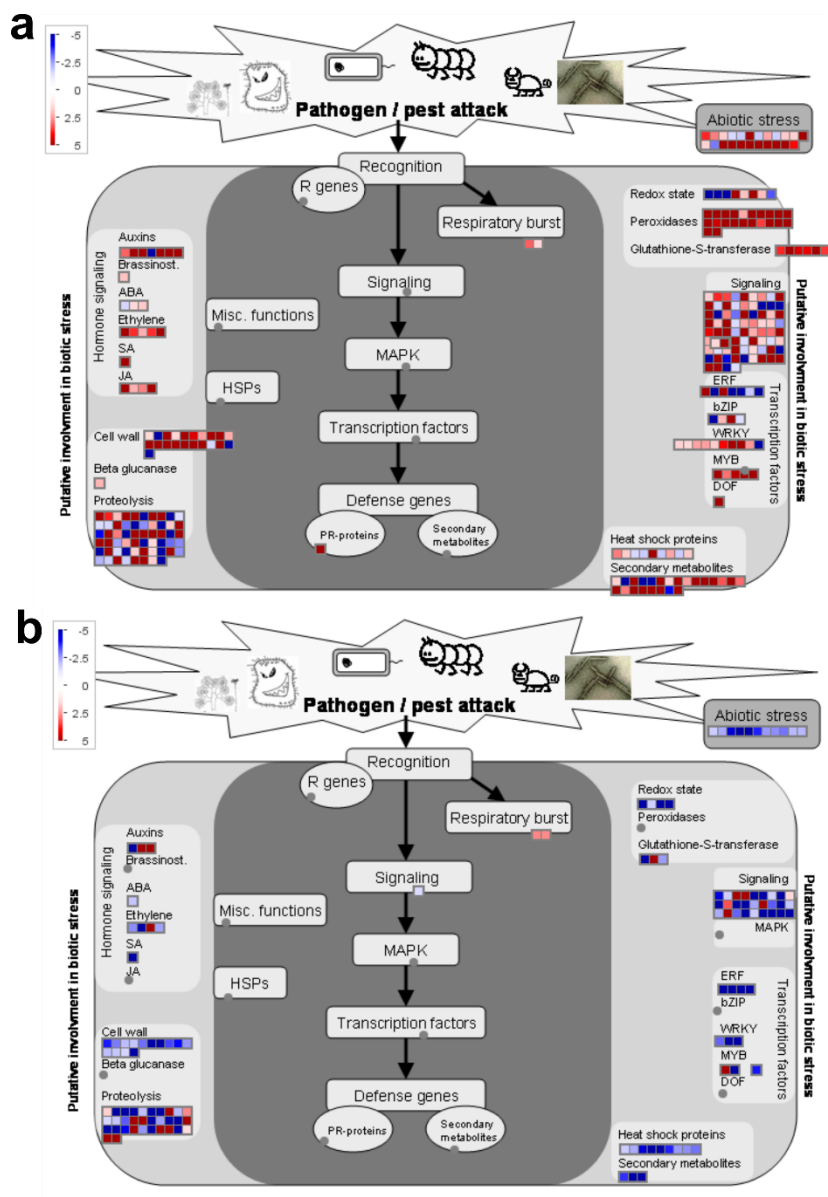 a
-5
-2.5
0
2.5
5
Pathogen / pest attack
Abiotic stress
Recognition
R genes
Respiratory burst
Redox state
Peroxidases
Glutathione-S-transferase
Auxins
Brassinost.
ABA
Ethylene
SA
JA
Hormone signaling
Putative involvment in biotic stress
Signaling
Misc. functions
MAPK
HSPs
Transcription factors
Defense genes
PR-proteins
Secondary
metabolites
Cell wall
Beta glucanase
Proteolysis
Signaling
ERF
bZIP
WRKY
MYB
DOF
Transcription factors
Putative involvment in biotic stress
Heat shock proteins
Secondary metabolites
b
-5
-2.5
0
2.5
5
Pathogen / pest attack
Abiotic stress
Recognition
R genes
Respiratory burst
Redox state
Peroxidases
Glutathione-S-transferase
Auxins
Brassinost.
ABA
Ethylene
SA
JA
Hormone signaling
Putative involvment in biotic stress
Signaling
Misc. functions
MAPK
HSPs
Transcription factors
Defense genes
PR-proteins
Secondary
metabolites
Cell wall
Beta glucanase
Proteolysis
Signaling
MAPK
ERF
bZIP
WRKY
MYB
DOF
Transcription factors
Putative involvment in biotic stress
Heat shock proteins
Secondary metabolites